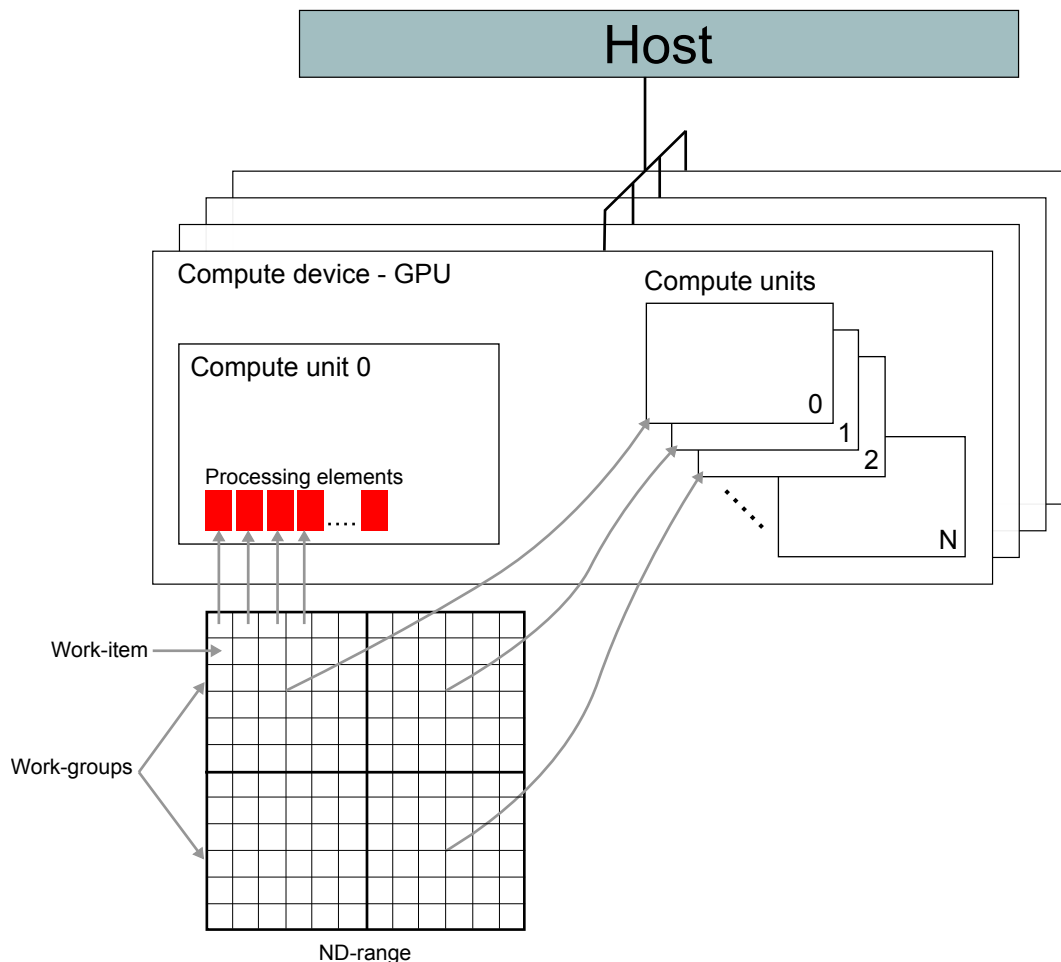 Host
Compute device - GPU
Compute units
Compute unit 0
0
1
2
N
Processing elements
....
Work-item
Work-groups
ND-range